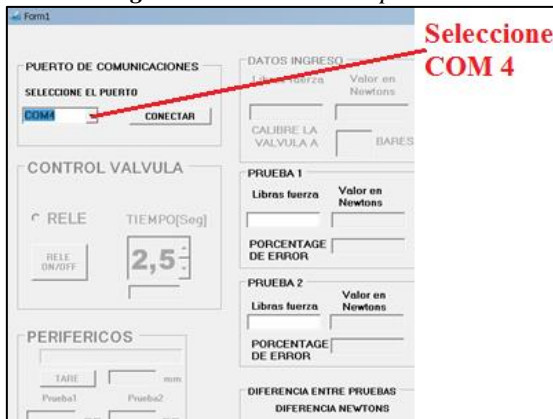 Form1
Seleccione
COM 4
PUERTO DE COMUNICACIONES
SELECCIONE EL PUERTO
COM4
CONECTAR
DATOS INGRESO
Libras fuerza
Valor en
Newtons
CALIBRE LA
VALVULA A
BARES
CONTROL VALVULA
RELE
TIEMPO[Seg]
RELE
ON/OFF
2,5
PRUEBA 1
Libras fuerza
Valor en
Newtons
PORCENTAGE
DE ERROR
PRUEBA 2
Libras fuerza
Valor en
Newtons
PORCENTAGE
DE ERROR
PERIFERICOS
TARE
mm
Prueba1
Prueba2
DIFERENCIA ENTRE PRUEBAS
DIFERENCIA NEWTONS